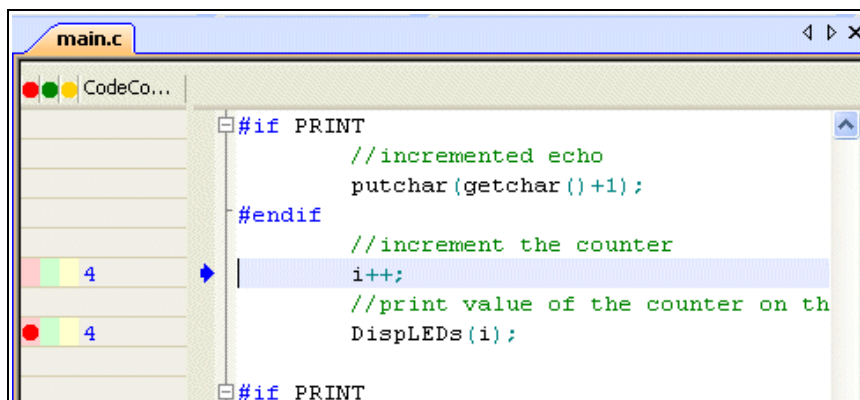 main.c
CodeCo...
#if PRINT
//incremented echo
putchar(getchar()+1);
#endif
//increment the counter
4 i++;
//print value of the counter on th
4 DispLEDs(i);
#if PRINT